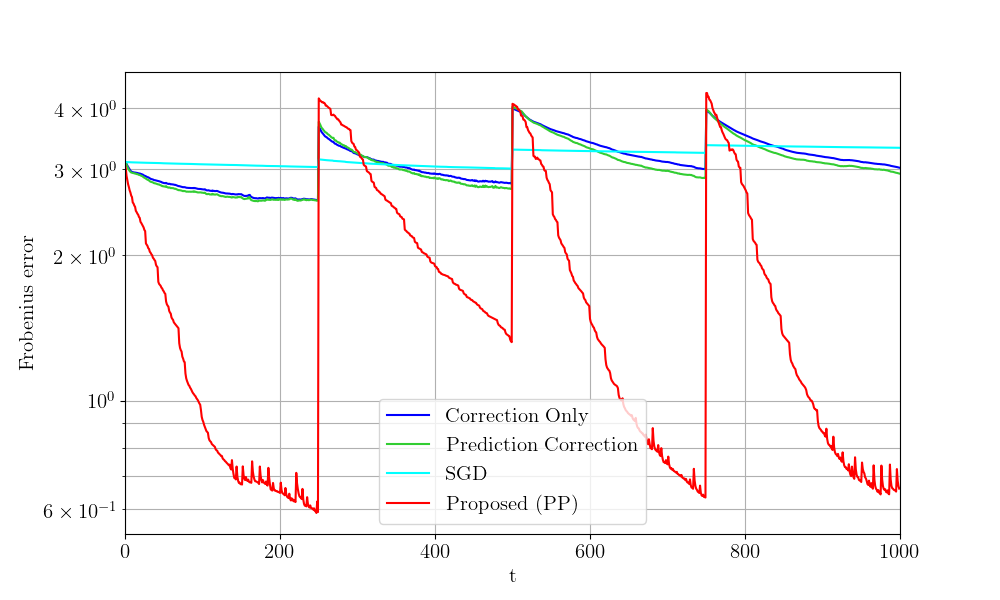 4 × 10⁰
3 × 10⁰
2 × 10⁰
10⁰
6 × 10⁻¹
Frobenius error
Correction Only
Prediction Correction
SGD
Proposed (PP)
0 200 400 600 800 1000
t